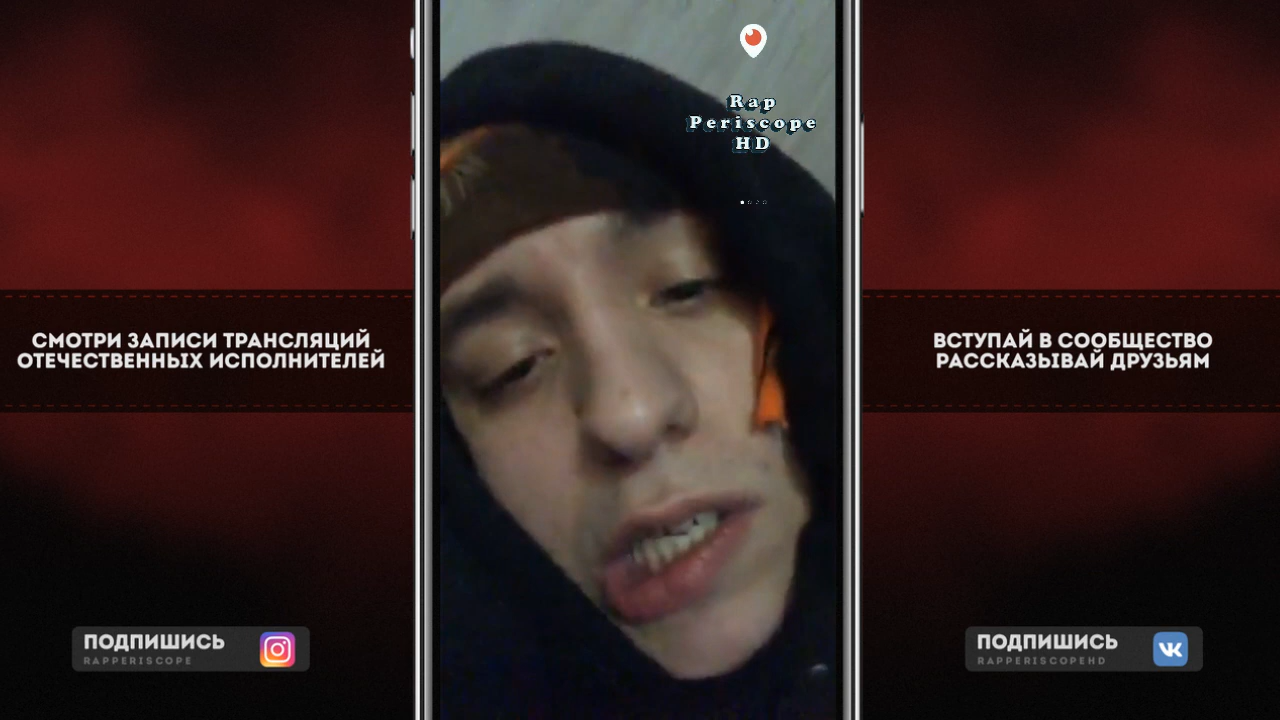 Rap
Periscope
HD
СМОТРИ ЗАПИСИ ТРАНСЛЯЦИЙ
ОТЕЧЕСТВЕННЫХ ИСПОЛНИТЕЛЕЙ
ВСТУПАЙ В СООБЩЕСТВО
РАССКАЗЫВАЙ ДРУЗЬЯМ
ПОДПИШИСЬ
RAPPERISCOPE
ПОДПИШИСЬ
RAPPERISCOPEHD